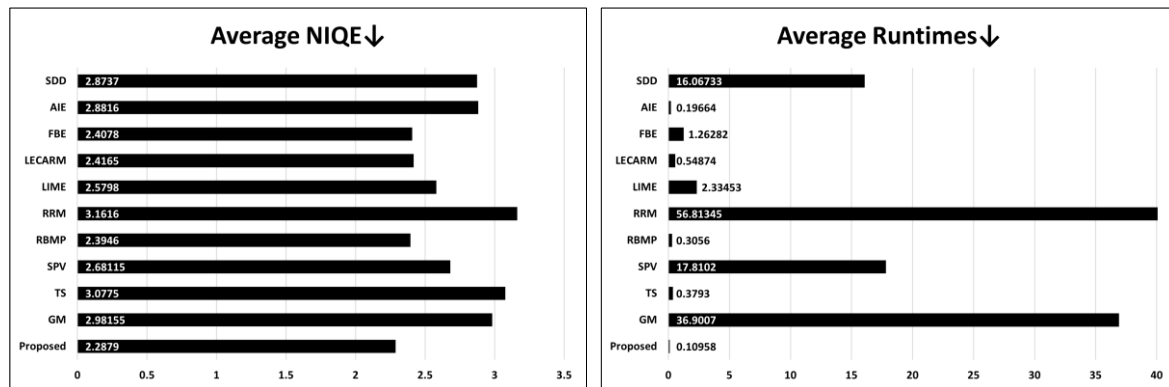 Average NIQE↓
SDD 2.8737
AIE 2.8816
FBE 2.4078
LECARM 2.4165
LIME 2.5798
RRM 3.1616
RBMP 2.3946
SPV 2.68115
TS 3.0775
GM 2.98155
Proposed 2.2879
0 0.5 1 1.5 2 2.5 3 3.5
Average Runtimes↓
SDD 16.06733
AIE 0.19664
FBE 1.26282
LECARM 0.54874
LIME 2.33453
RRM 56.81345
RBMP 0.3056
SPV 17.8102
TS 0.3793
GM 36.9007
Proposed 0.10958
0 5 10 15 20 25 30 35 40